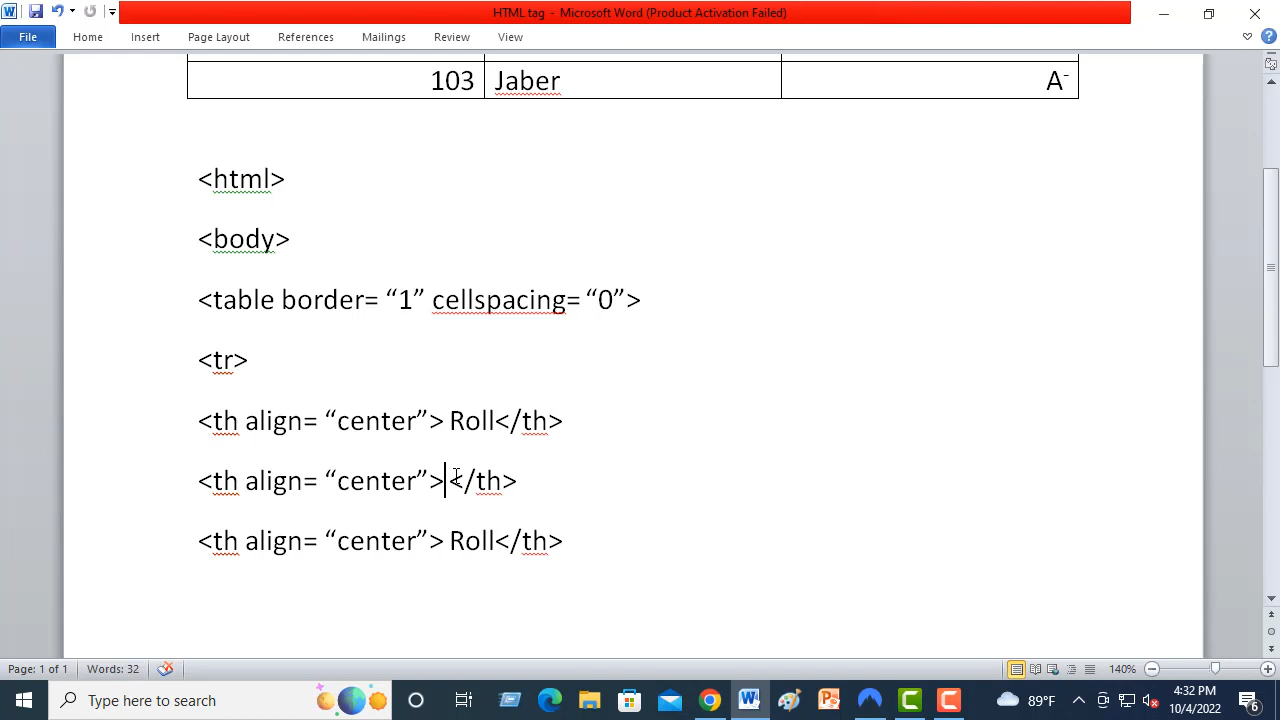 HTML tag - Microsoft Word (Product Activation Failed)
File Home Insert Page Layout References Mailings Review View
103 Jaber A-
<html>
<body>
<table border= “1” cellspacing= “0”>
<tr>
<th align= “center”> Roll</th>
<th align= “center”> </th>
<th align= “center”> Roll</th>
Page: 1 of 1 Words: 32 140%
Type here to search 89°F 4:32 PM
10/4/2022 6